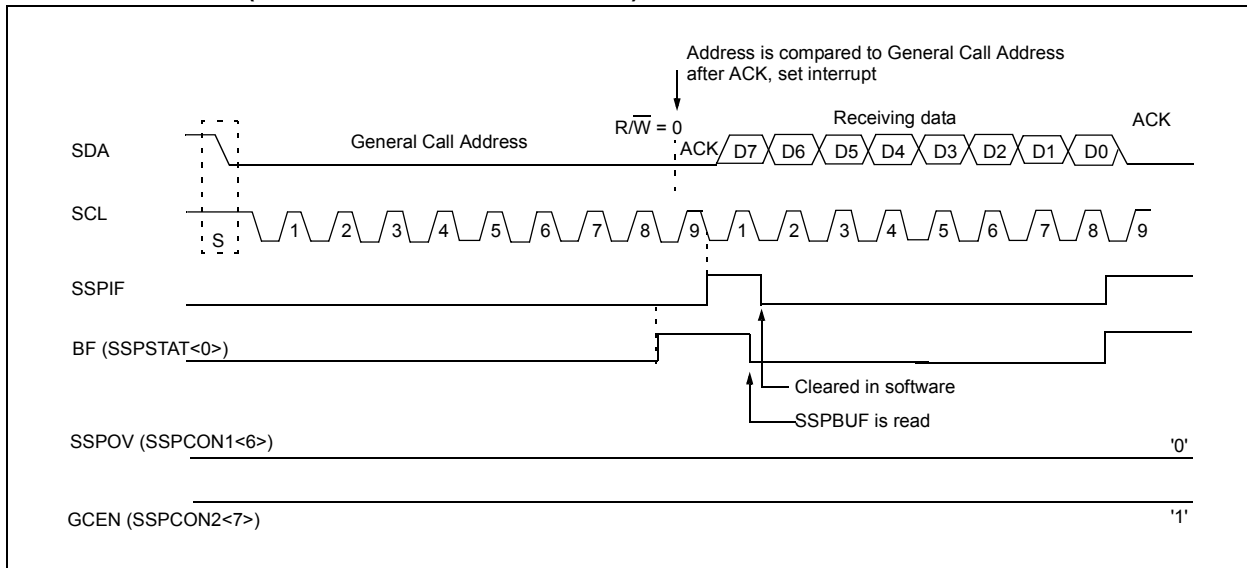 Address is compared to General Call Address
after ACK, set interrupt
SDA
General Call Address
R/W = 0
ACK
Receiving data
D7 D6 D5 D4 D3 D2 D1 D0
ACK
SCL
S
1 2 3 4 5 6 7 8 9 1 2 3 4 5 6 7 8 9
SSPIF
BF (SSPSTAT<0>)
Cleared in software
SSPBUF is read
SSPOV (SSPCON1<6>)
'0'
GCEN (SSPCON2<7>)
'1'